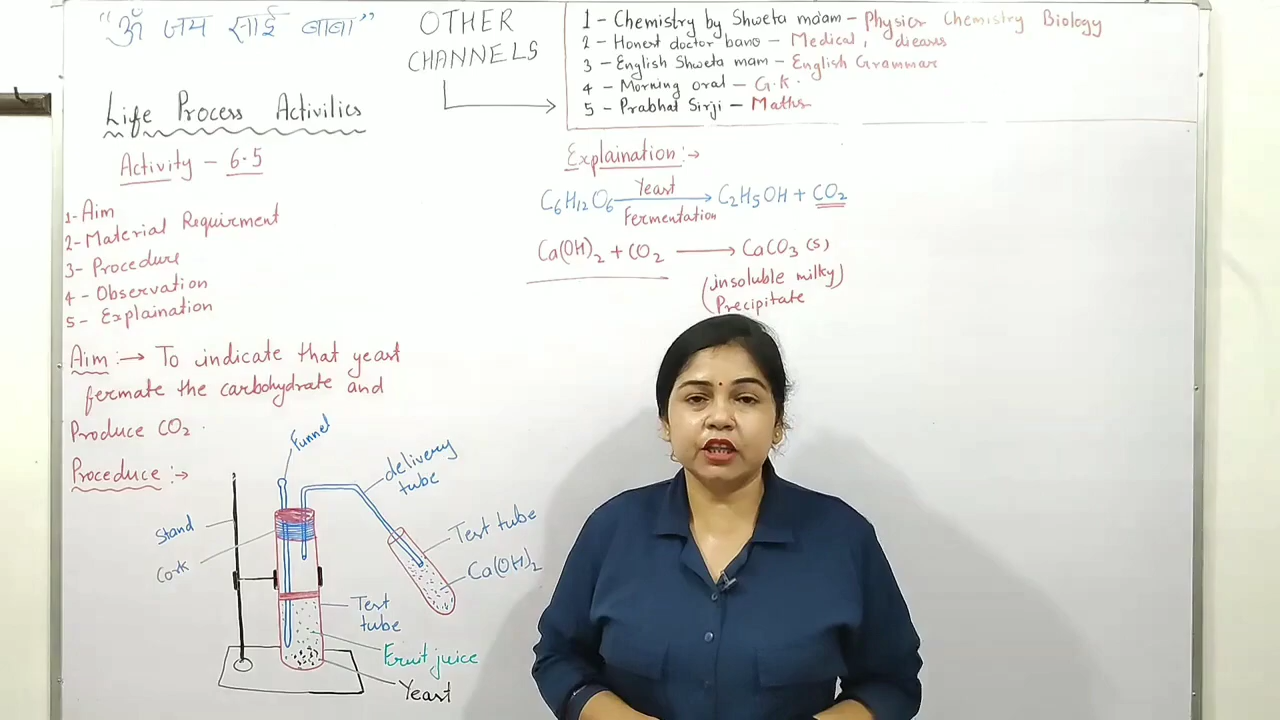 "ॐ जय साई बाबा"
OTHER
CHANNELS
1 - Chemistry by Shweta ma'am - Physics Chemistry Biology
2 - Honest doctor bano - Medical, dieases
3 - English Shweta mam - English Grammar
4 - Morning oral - G.K.
5 - Prabhat Sirji - Maths
Life Process Activities
Activity - 6.5
1- Aim
2- Material Requirment
3- Procedure
4 - Observation
5- Explaination
Aim :→ To indicate that yeast
fermate the carbohydrate and
Produce CO2.
Proceduce :→
Funnel
delivery
tube
Stand
Cork
Test tube
Ca(OH)2
Test
tube
Fruit juice
Yeast
Explaination :→
C6H12O6 Yeast Fermentation → C2H5OH + CO2
Ca(OH)2 + CO2 → CaCO3 (s)
(insoluble milky)
(Precipitate